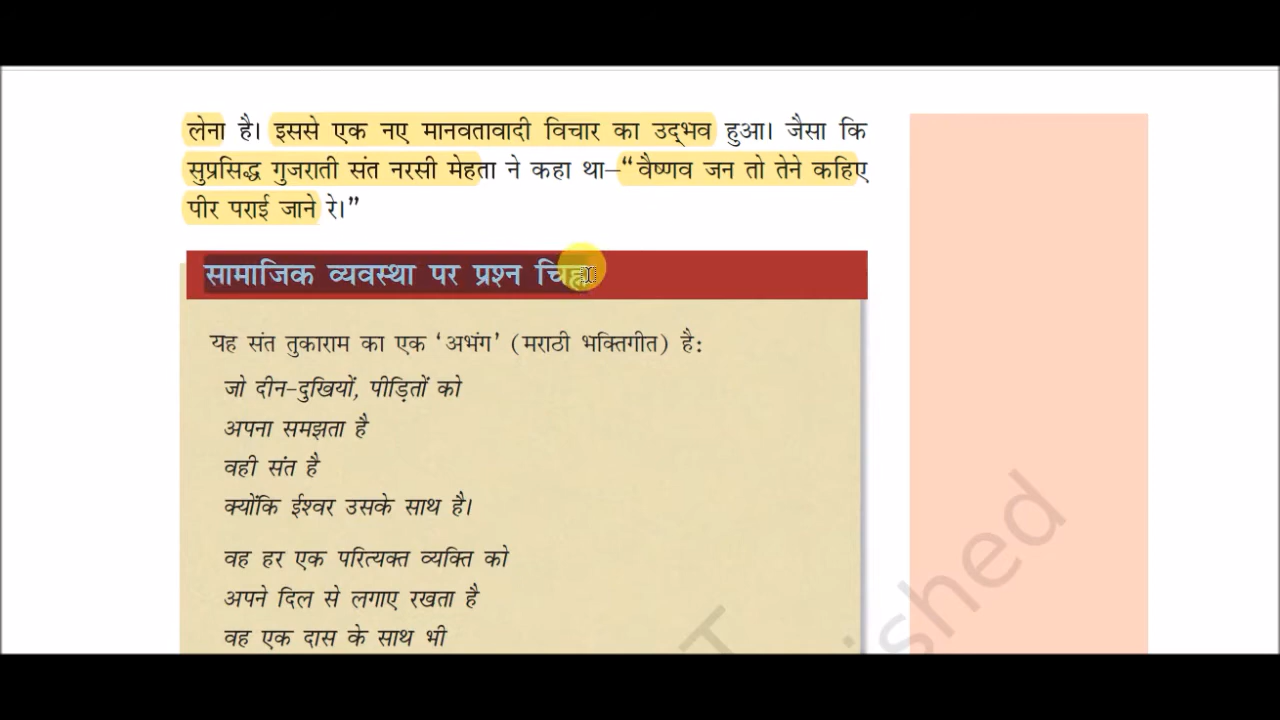 लेना है। इससे एक नए मानवतावादी विचार का उद्‌भव हुआ। जैसा कि
सुप्रसिद्ध गुजराती संत नरसी मेहता ने कहा था–“वैष्णव जन तो तेने कहिए
पीर पराई जाने रे।”
सामाजिक व्यवस्था पर प्रश्न चिह्न
यह संत तुकाराम का एक ‘अभंग’ (मराठी भक्तिगीत) है:
जो दीन-दुखियों, पीड़ितों को
अपना समझता है
वही संत है
क्योंकि ईश्वर उसके साथ है।
वह हर एक परित्यक्त व्यक्ति को
अपने दिल से लगाए रखता है
वह एक दास के साथ भी